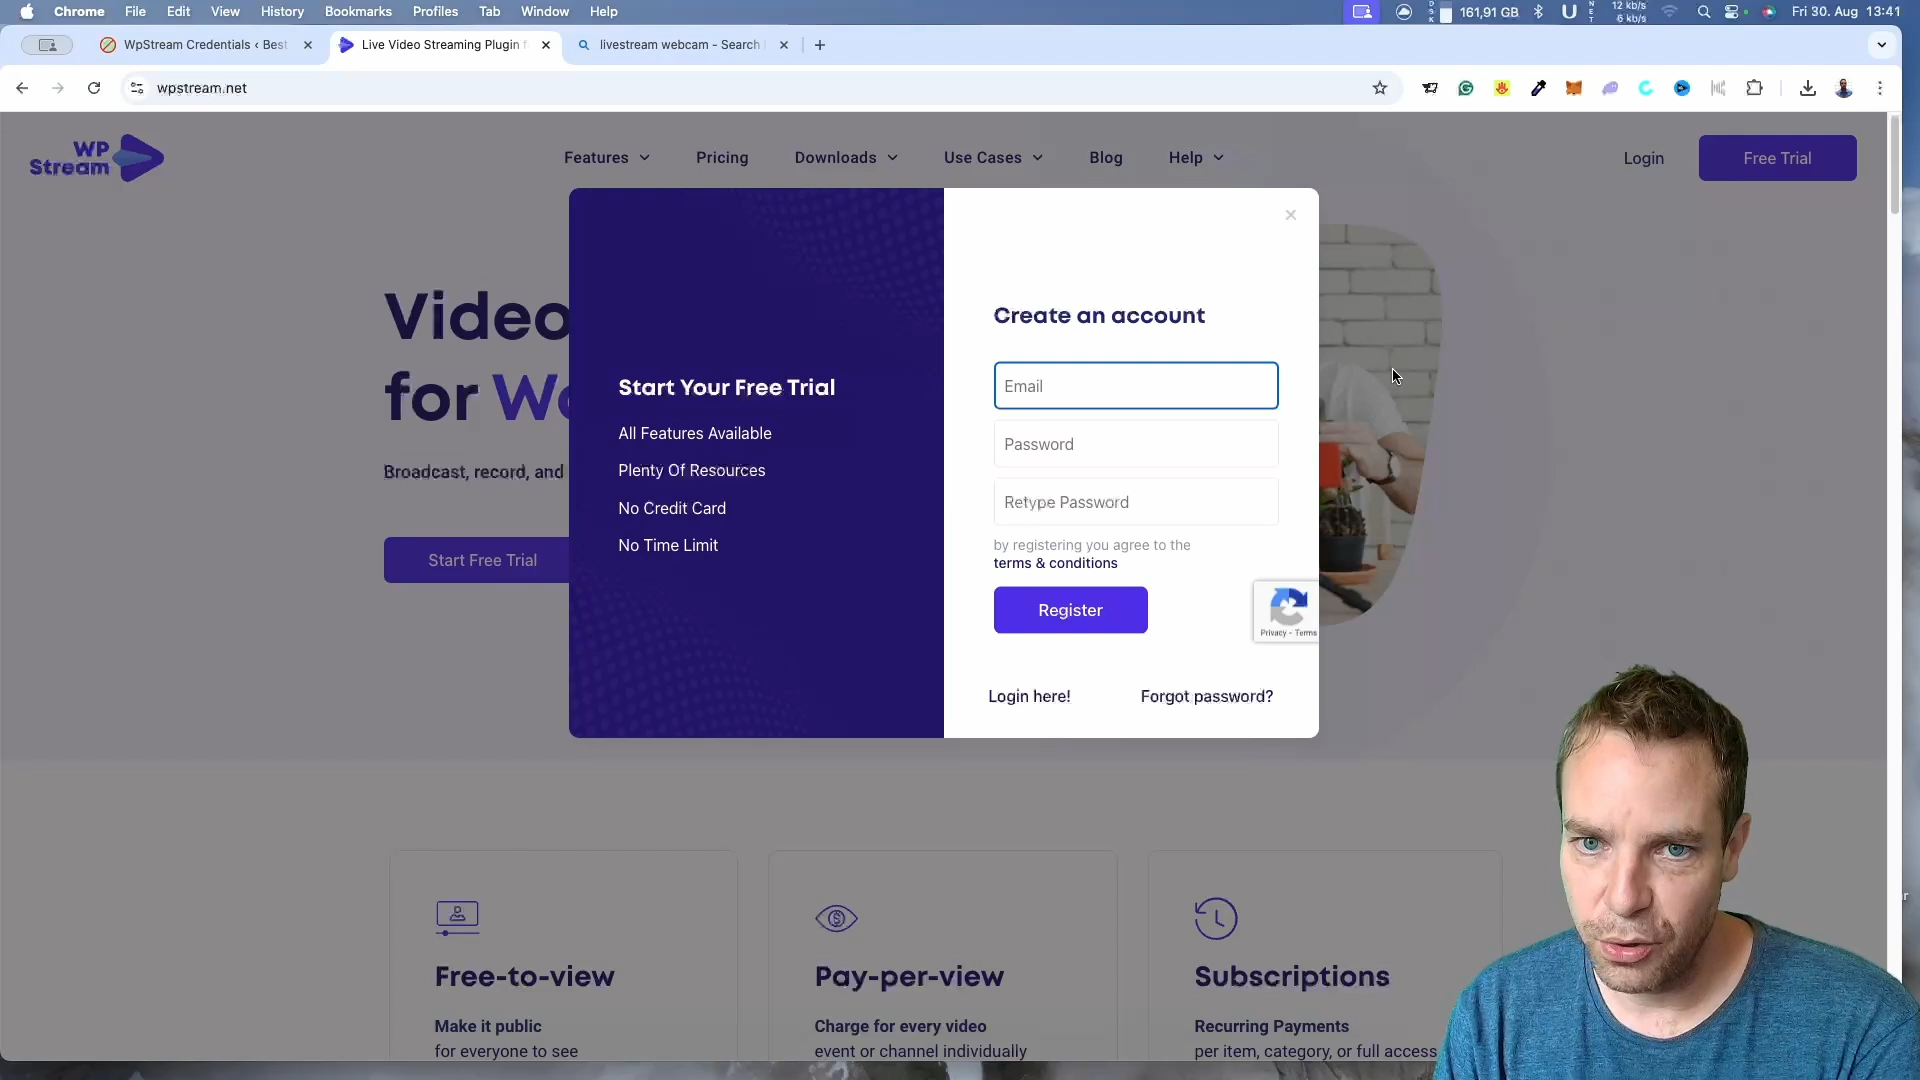 Chrome File Edit View History Bookmarks Profiles Tab Window Help
161,91 GB
12 kb/s
6 kb/s
Fri 30. Aug 13:41
WpStream Credentials ‹ Best
Live Video Streaming Plugin f
livestream webcam - Search
wpstream.net
WP
Stream
Features
Pricing
Downloads
Use Cases
Blog
Help
Login
Free Trial
Video
for Wo
Broadcast, record, and
Start Free Trial
Start Your Free Trial
All Features Available
Plenty Of Resources
No Credit Card
No Time Limit
Create an account
Email
Password
Retype Password
by registering you agree to the
terms & conditions
Register
Privacy - Terms
Login here!
Forgot password?
Free-to-view
Make it public
for everyone to see
Pay-per-view
Charge for every video
event or channel individually
Subscriptions
Recurring Payments
per item, category, or full access